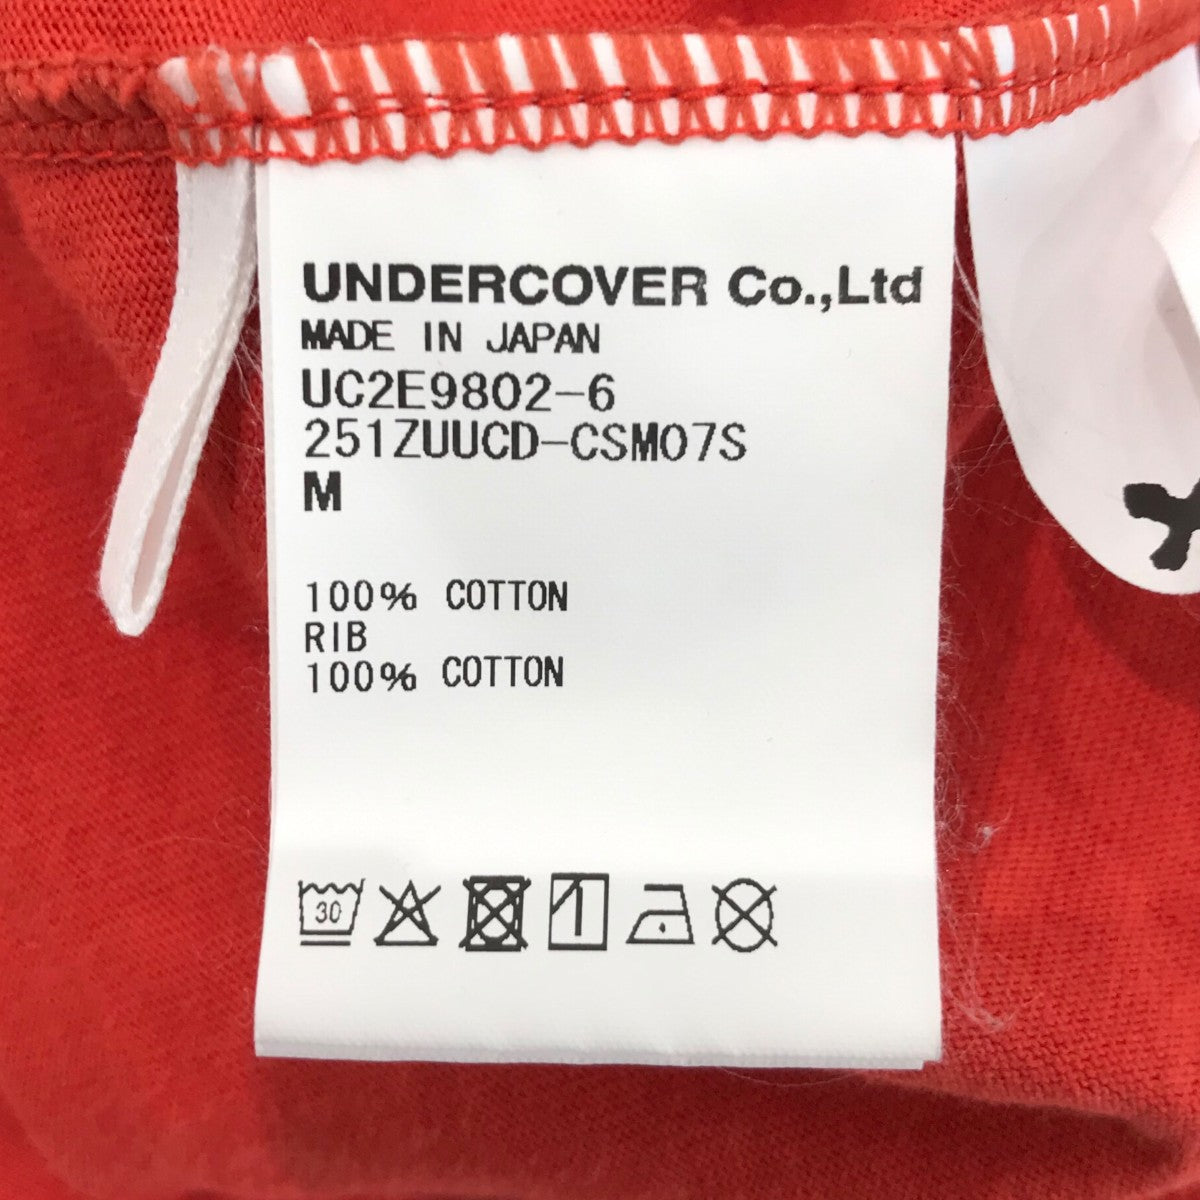 UNDERCOVER Co.,Ltd
MADE IN JAPAN
UC2E9802-6
251ZUUCD-CSM07S
M
100% COTTON
RIB
100% COTTON
30